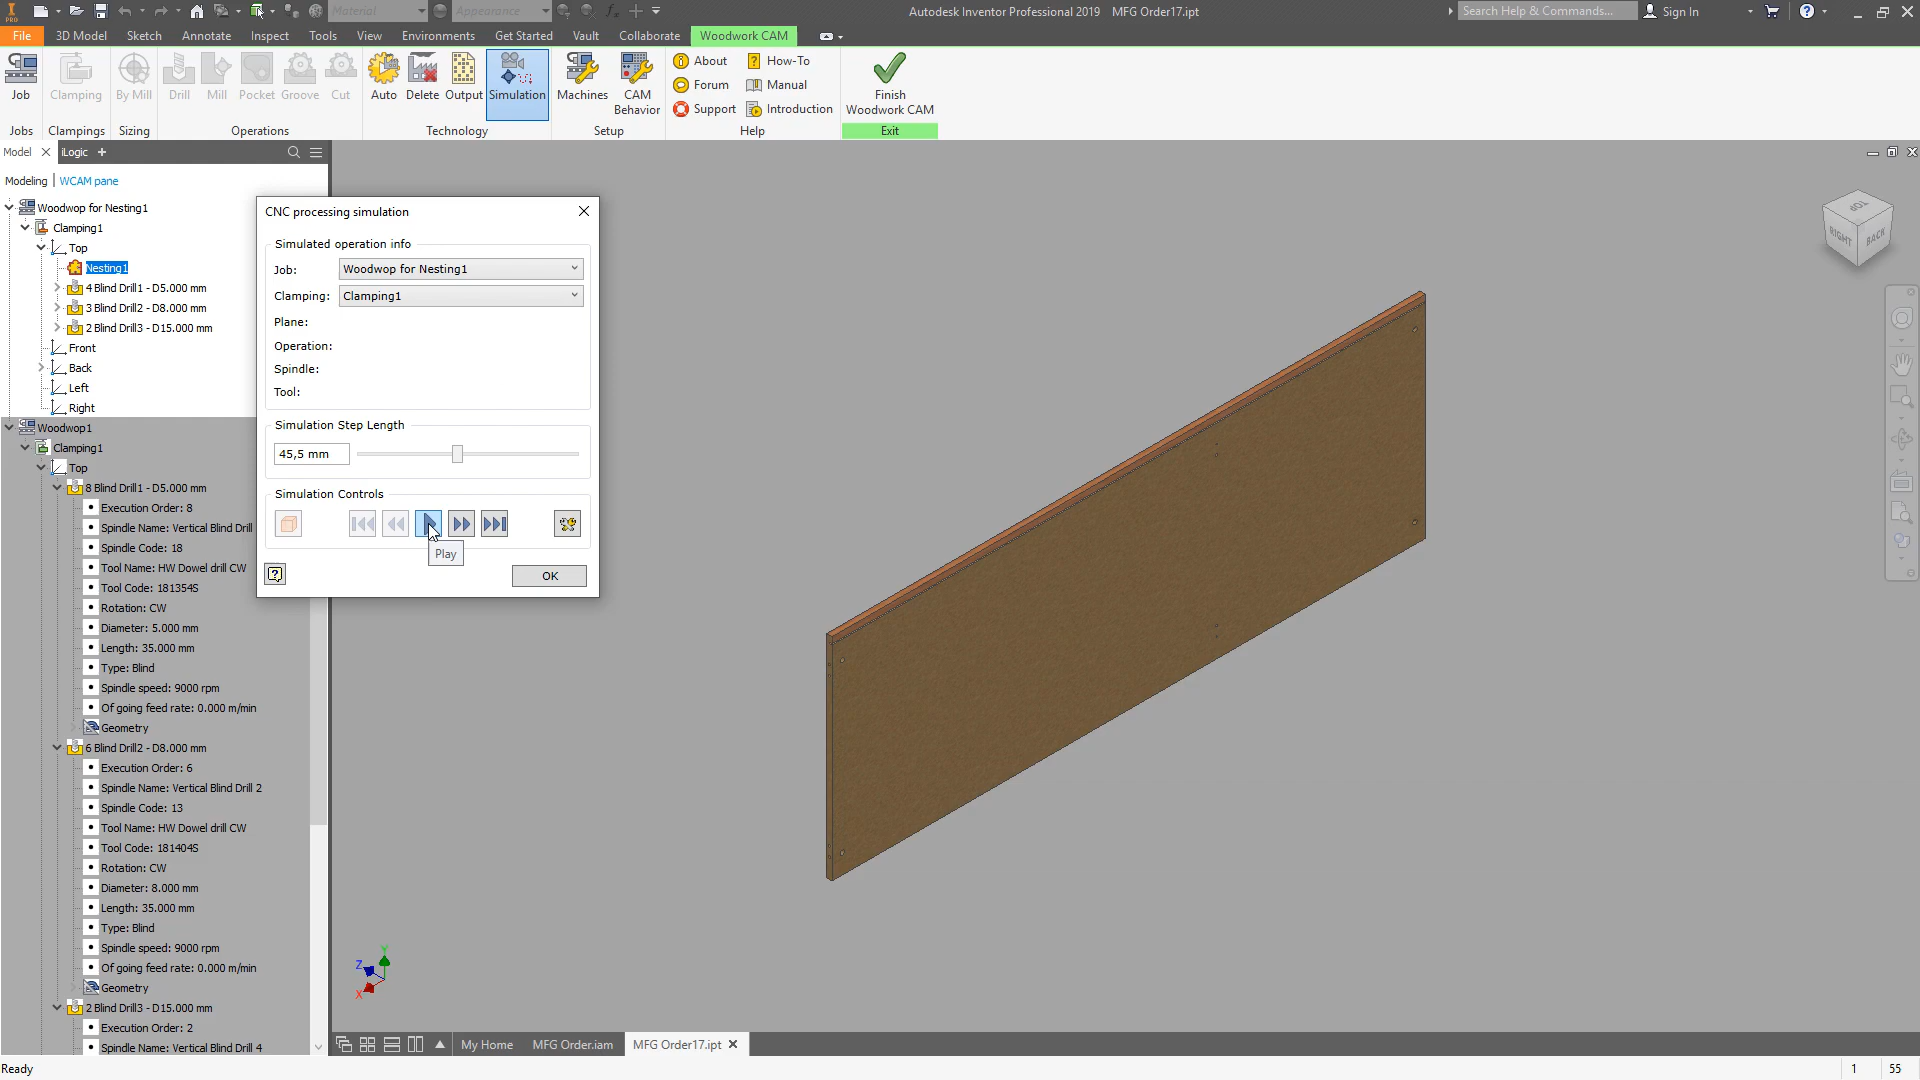 PRO
Material
Appearance
Autodesk Inventor Professional 2019 MFG Order17.ipt
Search Help & Commands...
Sign In
File
3D Model
Sketch
Annotate
Inspect
Tools
View
Environments
Get Started
Vault
Collaborate
Woodwork CAM
Job
Clamping
By Mill
Drill
Mill
Pocket
Groove
Cut
Auto
Delete
Output
Simulation
Machines
CAM
Behavior
About
Forum
Support
How-To
Manual
Introduction
Finish
Woodwork CAM
Jobs
Clampings
Sizing
Operations
Technology
Setup
Help
Exit
Model
iLogic
Modeling | WCAM pane
Woodwop for Nesting1
Clamping1
Top
Nesting1
4 Blind Drill1 - D5.000 mm
3 Blind Drill2 - D8.000 mm
2 Blind Drill3 - D15.000 mm
Front
Back
Left
Right
Woodwop1
Clamping1
Top
8 Blind Drill1 - D5.000 mm
Execution Order: 8
Spindle Name: Vertical Blind Drill
Spindle Code: 18
Tool Name: HW Dowel drill CW
Tool Code: 181354S
Rotation: CW
Diameter: 5.000 mm
Length: 35.000 mm
Type: Blind
Spindle speed: 9000 rpm
Of going feed rate: 0.000 m/min
Geometry
6 Blind Drill2 - D8.000 mm
Execution Order: 6
Spindle Name: Vertical Blind Drill 2
Spindle Code: 13
Tool Name: HW Dowel drill CW
Tool Code: 181404S
Rotation: CW
Diameter: 8.000 mm
Length: 35.000 mm
Type: Blind
Spindle speed: 9000 rpm
Of going feed rate: 0.000 m/min
Geometry
2 Blind Drill3 - D15.000 mm
Execution Order: 2
Spindle Name: Vertical Blind Drill 4
CNC processing simulation
Simulated operation info
Job: Woodwop for Nesting1
Clamping: Clamping1
Plane:
Operation:
Spindle:
Tool:
Simulation Step Length
45,5 mm
Simulation Controls
Play
OK
TOP
RIGHT
BACK
Y
Z
X
My Home
MFG Order.iam
MFG Order17.ipt
Ready
1
55